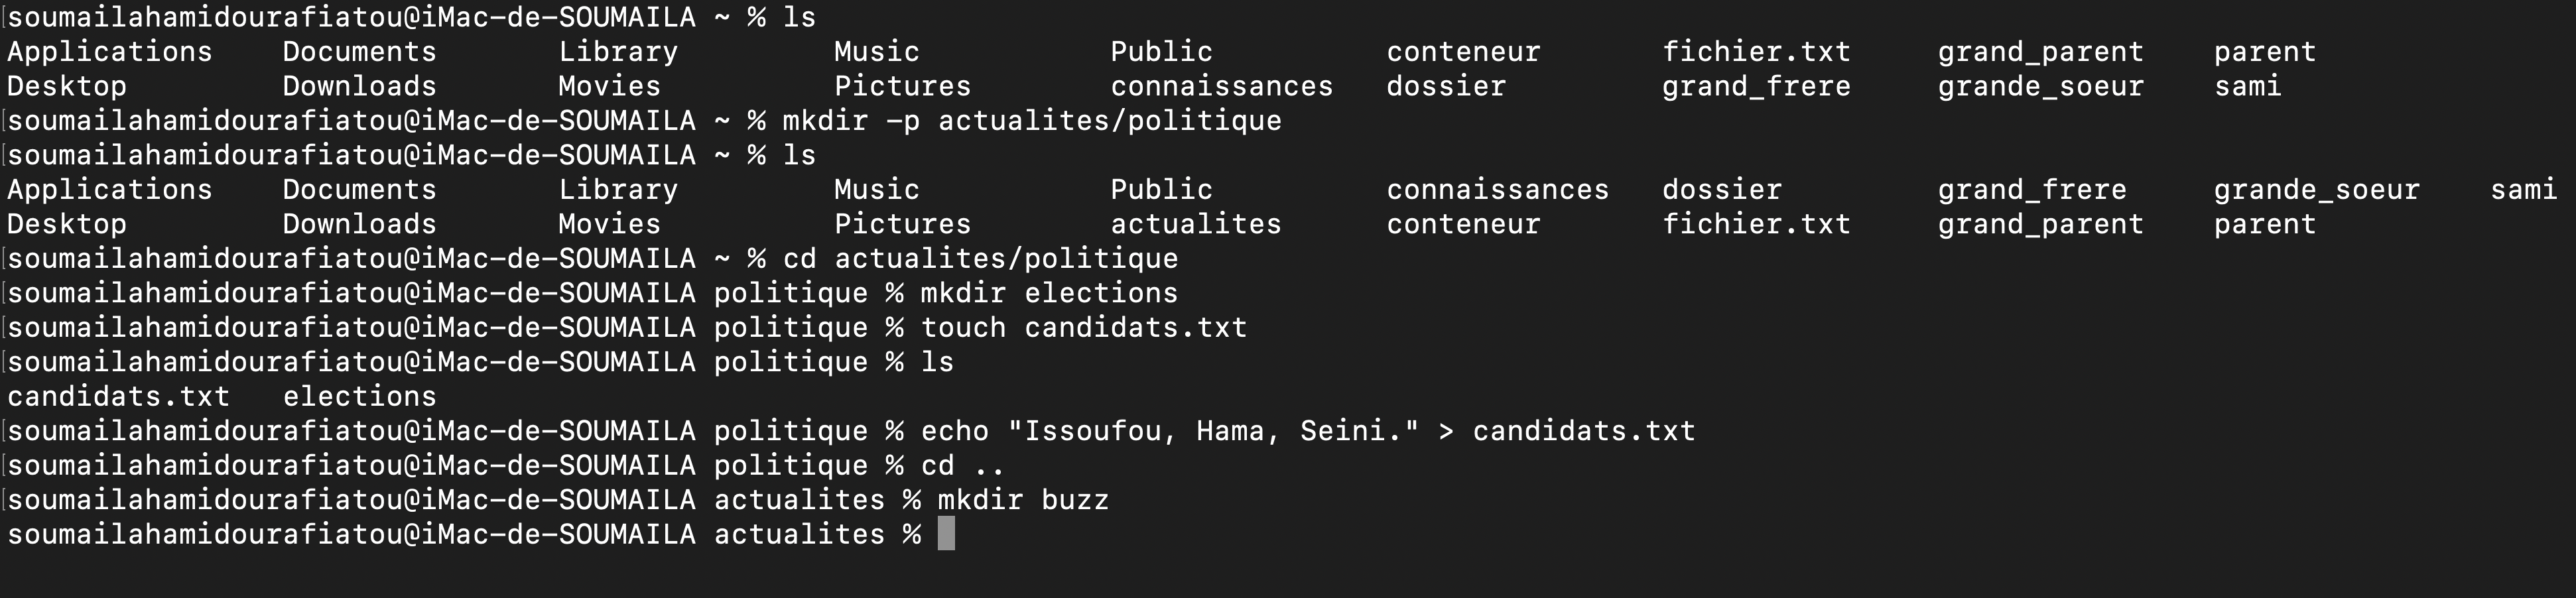 soumailahamidourafiatou@iMac-de-SOUMAILA ~ % ls
Applications Documents Library Music Public conteneur fichier.txt grand_parent parent
Desktop Downloads Movies Pictures connaissances dossier grand_frere grande_soeur sami
soumailahamidourafiatou@iMac-de-SOUMAILA ~ % mkdir -p actualites/politique
soumailahamidourafiatou@iMac-de-SOUMAILA ~ % ls
Applications Documents Library Music Public connaissances dossier grand_frere grande_soeur sami
Desktop Downloads Movies Pictures actualites conteneur fichier.txt grand_parent parent
soumailahamidourafiatou@iMac-de-SOUMAILA ~ % cd actualites/politique
soumailahamidourafiatou@iMac-de-SOUMAILA politique % mkdir elections
soumailahamidourafiatou@iMac-de-SOUMAILA politique % touch candidats.txt
soumailahamidourafiatou@iMac-de-SOUMAILA politique % ls
candidats.txt elections
soumailahamidourafiatou@iMac-de-SOUMAILA politique % echo "Issoufou, Hama, Seini." > candidats.txt
soumailahamidourafiatou@iMac-de-SOUMAILA politique % cd ..
soumailahamidourafiatou@iMac-de-SOUMAILA actualites % mkdir buzz
soumailahamidourafiatou@iMac-de-SOUMAILA actualites %